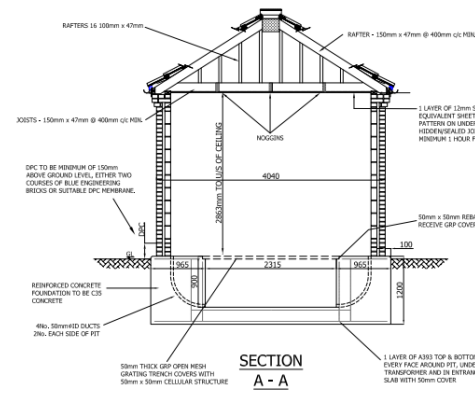 RAFTERS 16 100mm x 47mm
RAFTER - 150mm x 47mm @ 400mm c/c MIN.
JOISTS - 150mm x 47mm @ 400mm c/c MIN.
NOGGINS
1 LAYER OF 12mm S
EQUIVALENT SHEET
PATTERN ON UNDER
HIDDEN/SEALED JO
MINIMUM 1 HOUR F
DPC TO BE MINIMUM OF 150mm
ABOVE GROUND LEVEL, EITHER TWO
COURSES OF BLUE ENGINEERING
BRICKS OR SUITABLE DPC MEMBRANE.
4040
2863mm TO U/S OF CEILING
50mm x 50mm REBA
RECEIVE GRP COVER
DPC
GL
100
965
2315
965
900
1200
REINFORCED CONCRETE
FOUNDATION TO BE C35
CONCRETE
4No. 50mm ID DUCTS
2No. EACH SIDE OF PIT
50mm THICK GRP OPEN MESH
GRATING TRENCH COVERS WITH
50mm x 50mm CELLULAR STRUCTURE
SECTION
A - A
1 LAYER OF A393 TOP & BOTTO
EVERY FACE AROUND PIT, UNDE
TRANSFORMER AND IN ENTRAN
SLAB WITH 50mm COVER